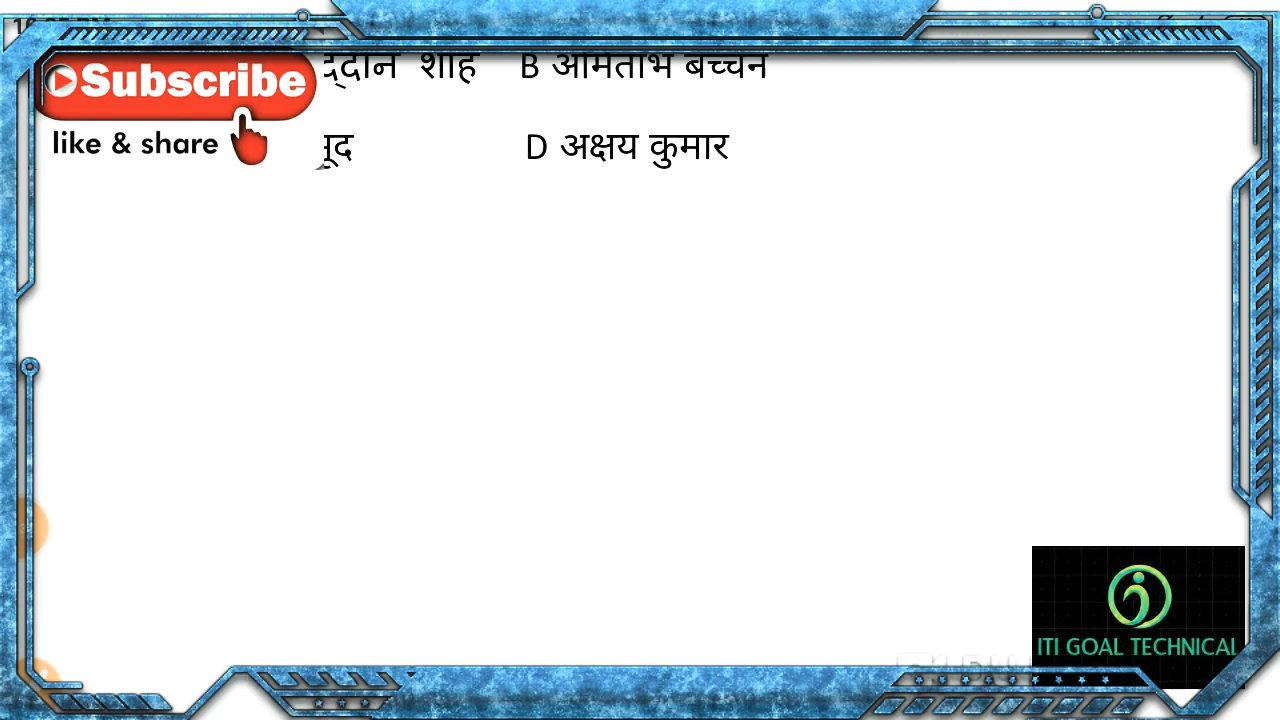 Subscribe
शाह B अमिताभ बच्चन
like & share
D अक्षय कुमार
ITI GOAL TECHNICAL